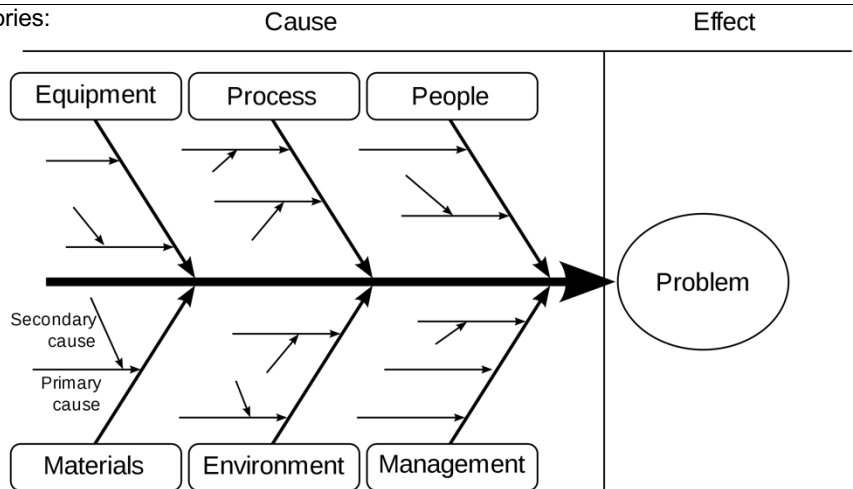 ories:
Cause
Effect
Equipment
Process
People
Problem
Secondary
cause
Primary
cause
Materials
Environment
Management